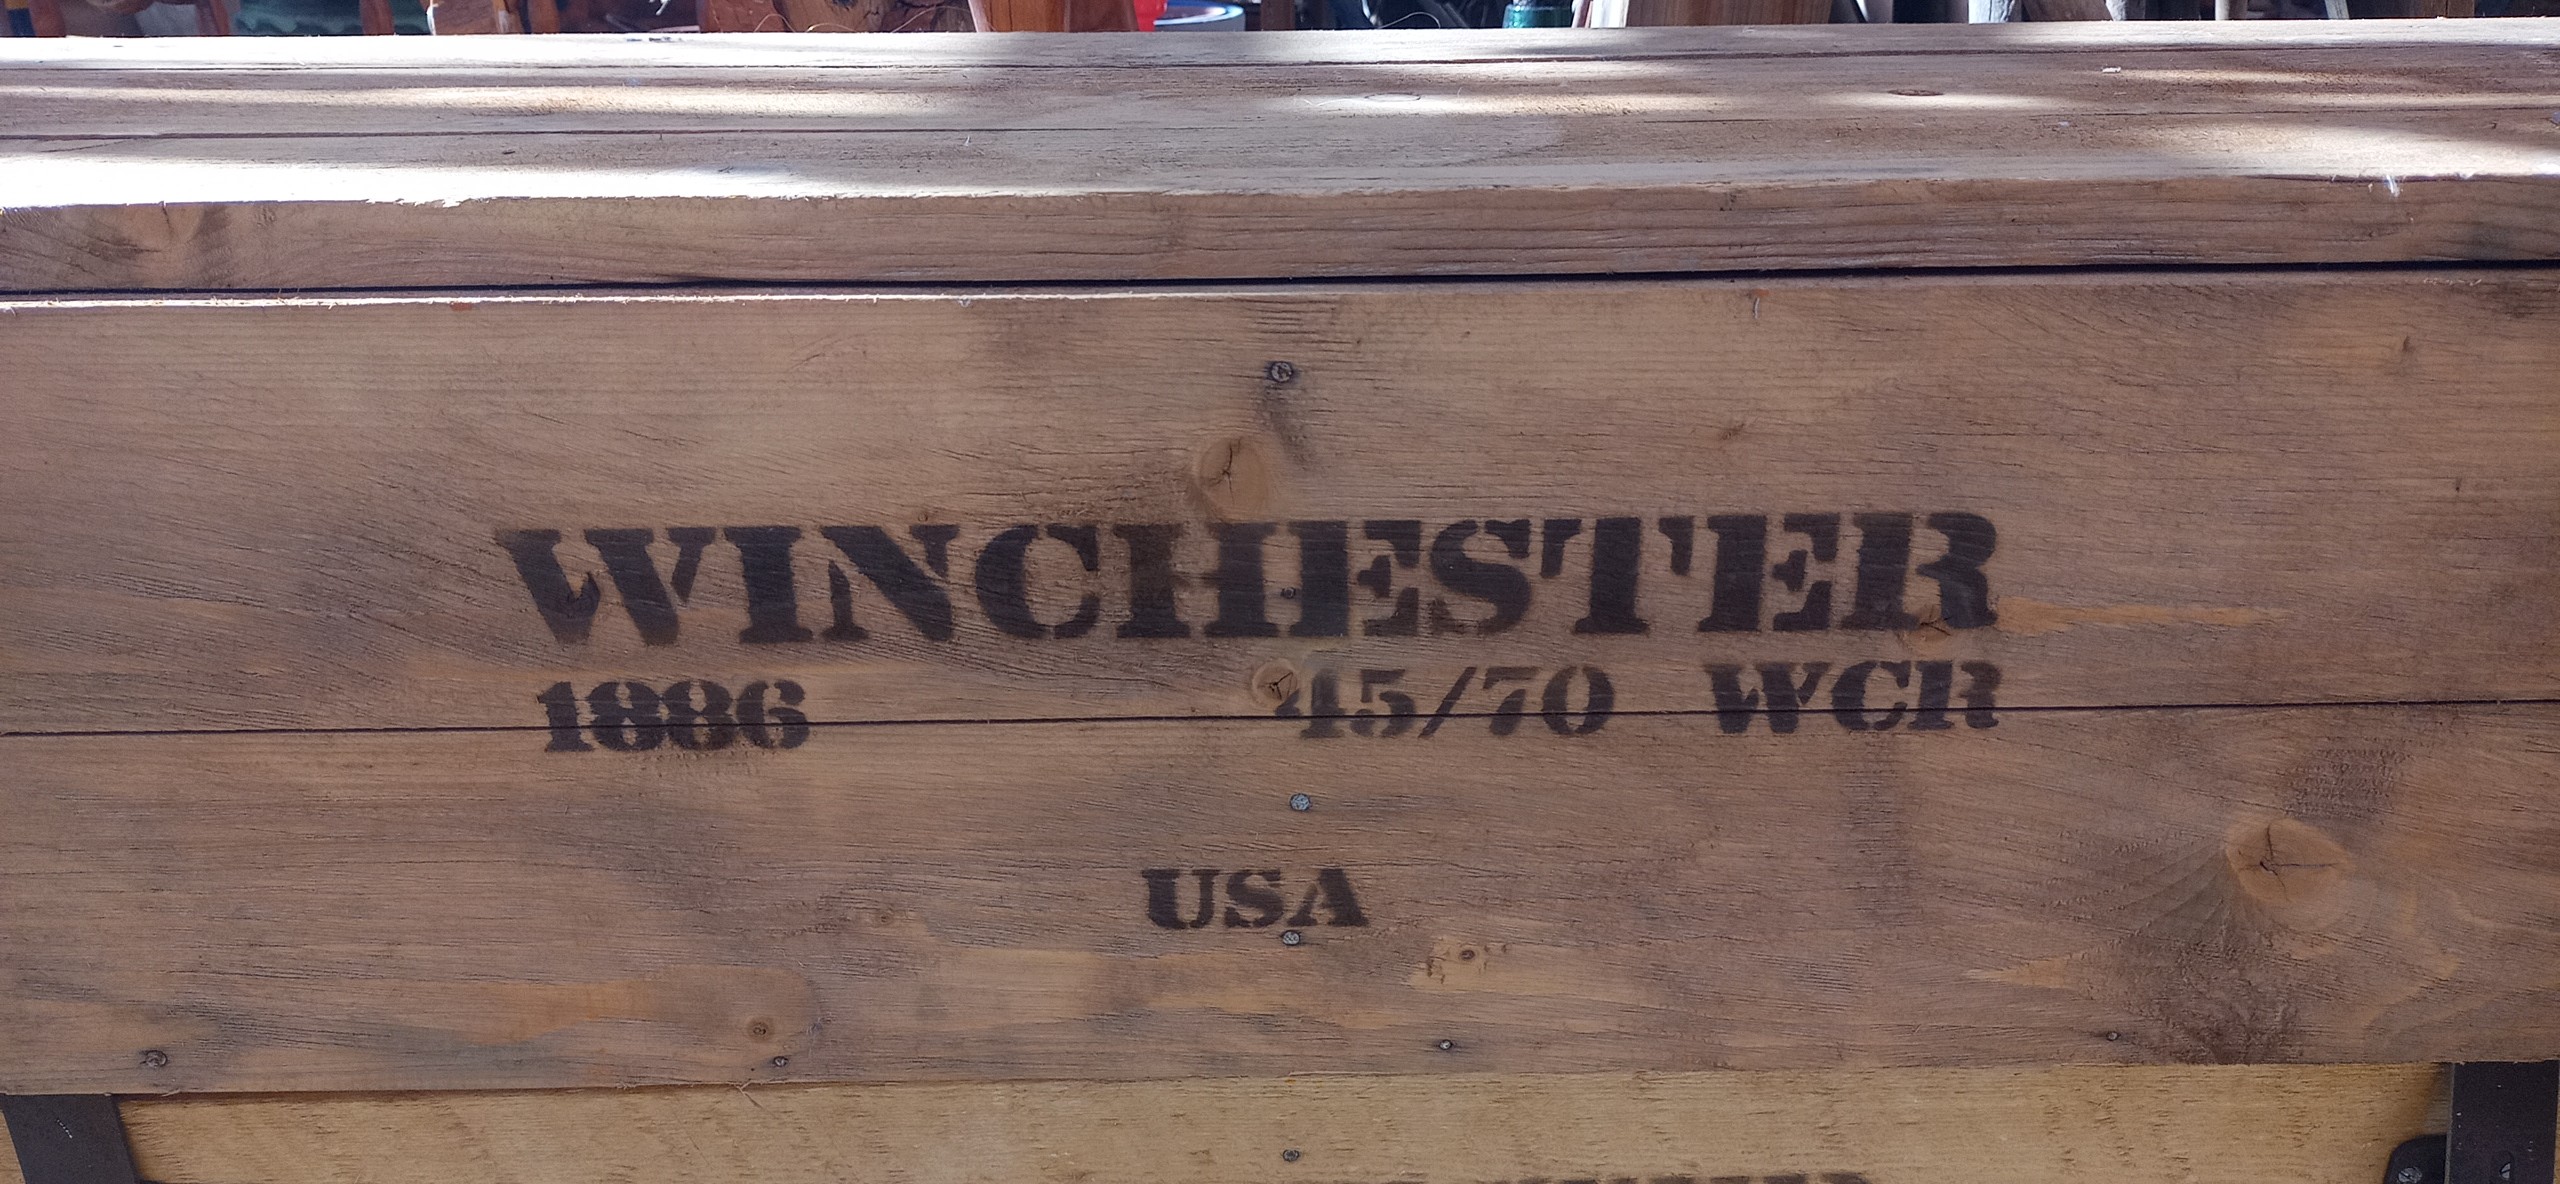 WINCHESTER
1886 45/70 WCR
USA